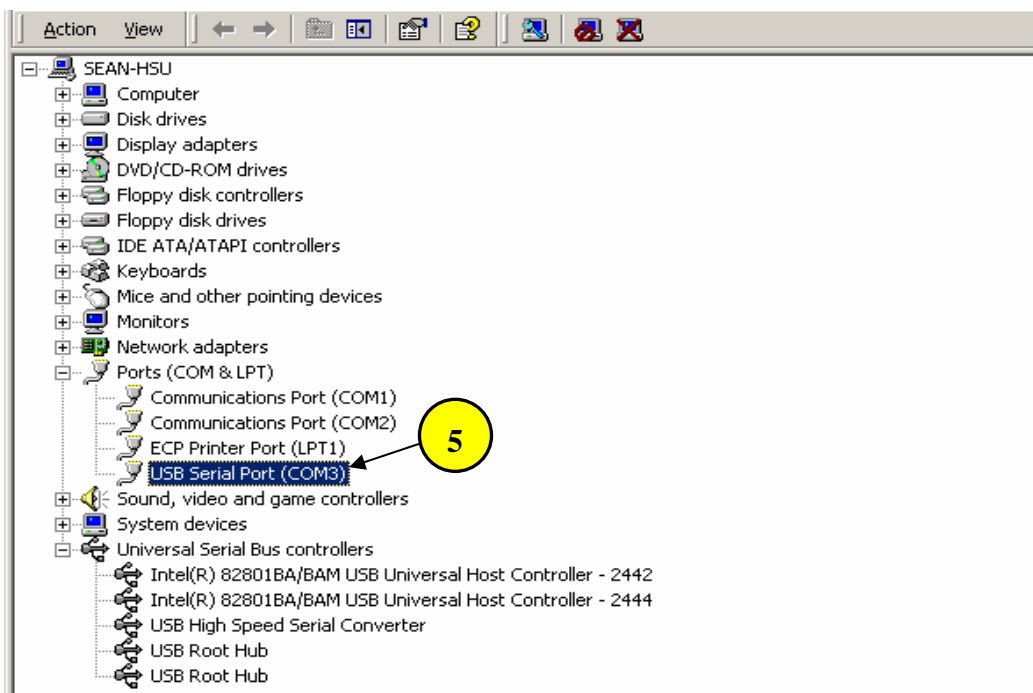 Action View
SEAN-HSU
Computer
Disk drives
Display adapters
DVD/CD-ROM drives
Floppy disk controllers
Floppy disk drives
IDE ATA/ATAPI controllers
Keyboards
Mice and other pointing devices
Monitors
Network adapters
Ports (COM & LPT)
Communications Port (COM1)
Communications Port (COM2)
5
ECP Printer Port (LPT1)
USB Serial Port (COM3)
Sound, video and game controllers
System devices
Universal Serial Bus controllers
Intel(R) 82801BA/BAM USB Universal Host Controller - 2442
Intel(R) 82801BA/BAM USB Universal Host Controller - 2444
USB High Speed Serial Converter
USB Root Hub
USB Root Hub